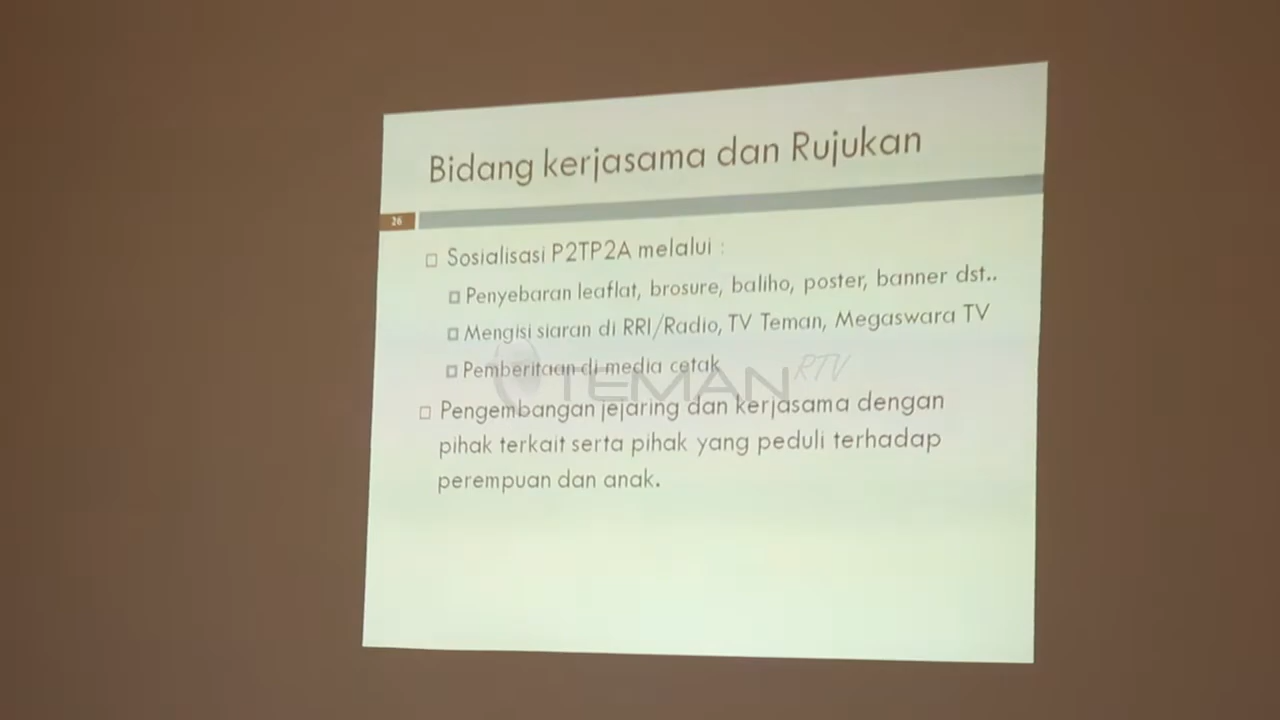 Bidang kerjasama dan Rujukan
26
Sosialisasi P2TP2A melalui :
Penyebaran leaflat, brosure, baliho, poster, banner dst..
Mengisi siaran di RRI/Radio, TV Teman, Megaswara TV
Pemberitaan di media cetak
TEMAN RTV
Pengembangan jejaring dan kerjasama dengan
pihak terkait serta pihak yang peduli terhadap
perempuan dan anak.